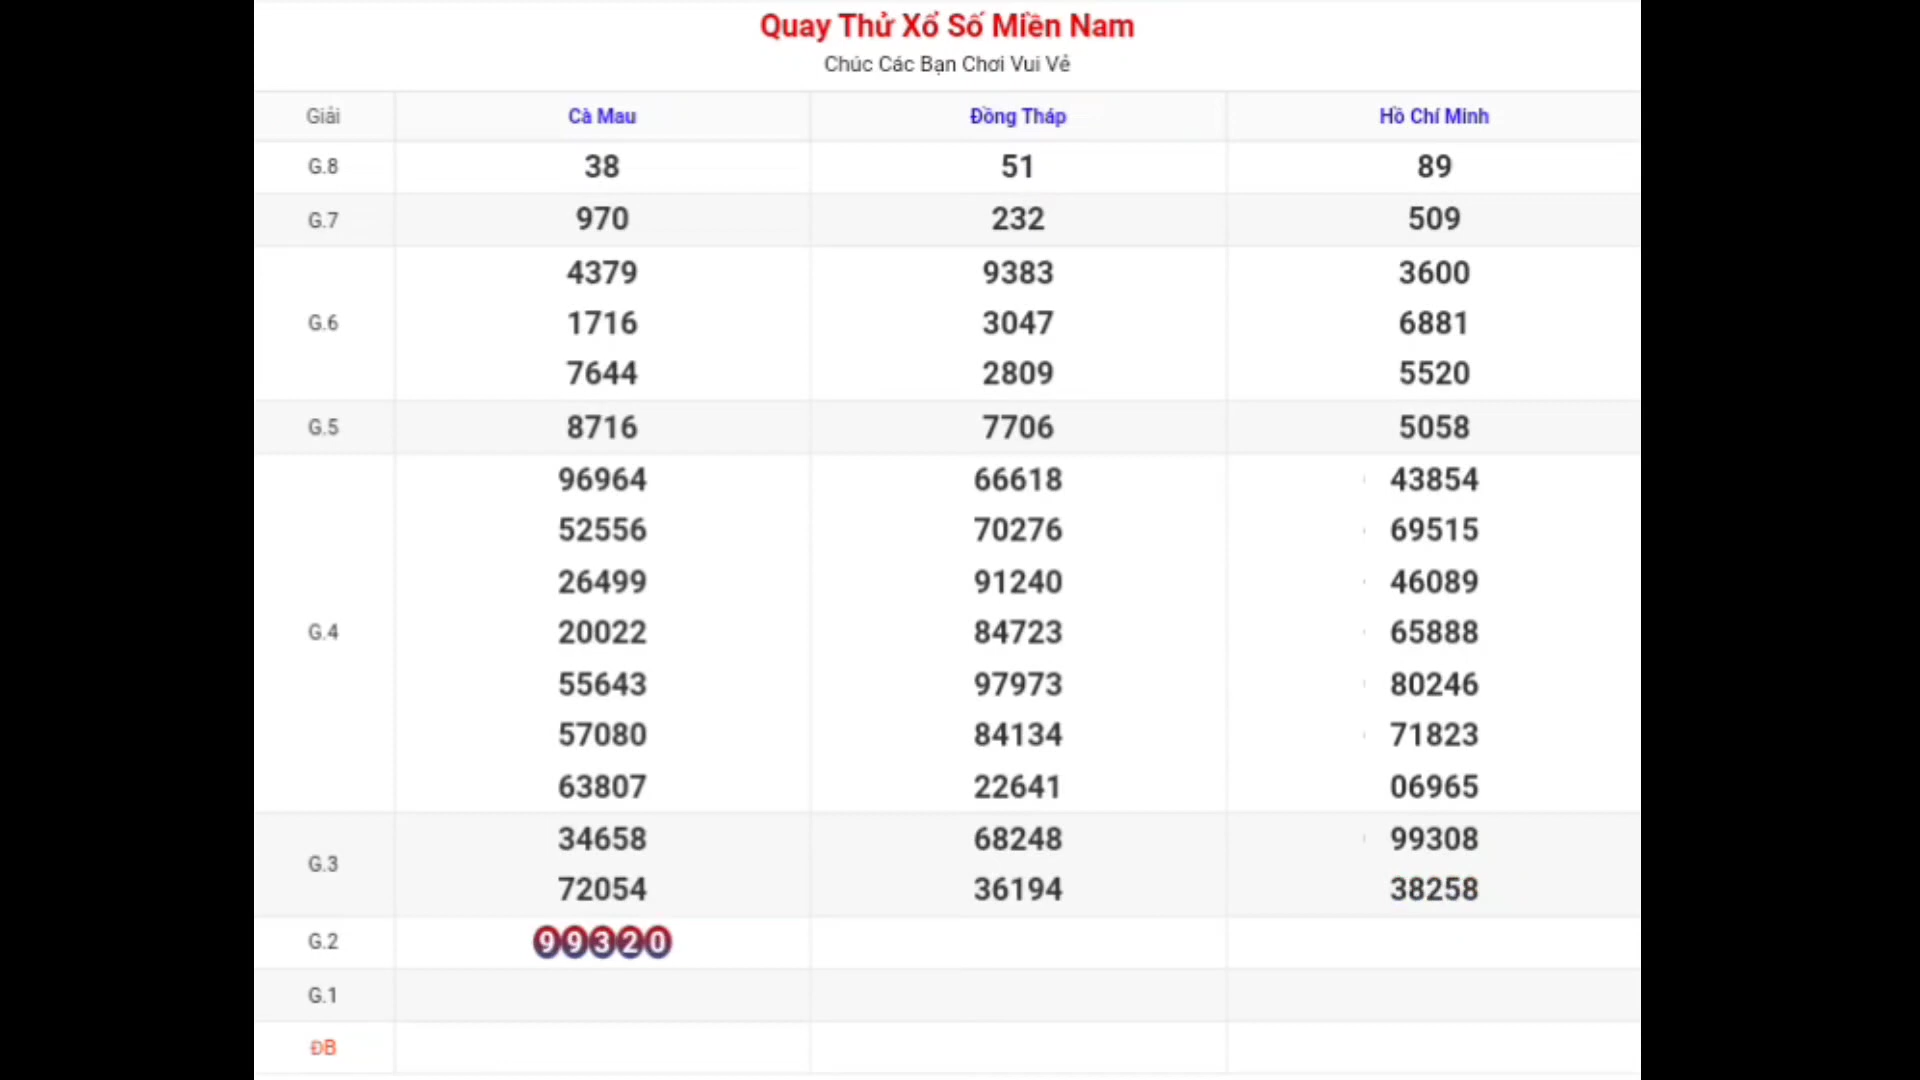 Quay Thử Xổ Số Miền Nam
Chúc Các Bạn Chơi Vui Vẻ
Giải Cà Mau Đồng Tháp Hồ Chí Minh
G.8 38 51 89
G.7 970 232 509
4379 9383 3600
G.6 1716 3047 6881
7644 2809 5520
G.5 8716 7706 5058
96964 66618 43854
52556 70276 69515
26499 91240 46089
G.4 20022 84723 65888
55643 97973 80246
57080 84134 71823
63807 22641 06965
34658 68248 99308
G.3
72054 36194 38258
G.2 99320
G.1
ĐB